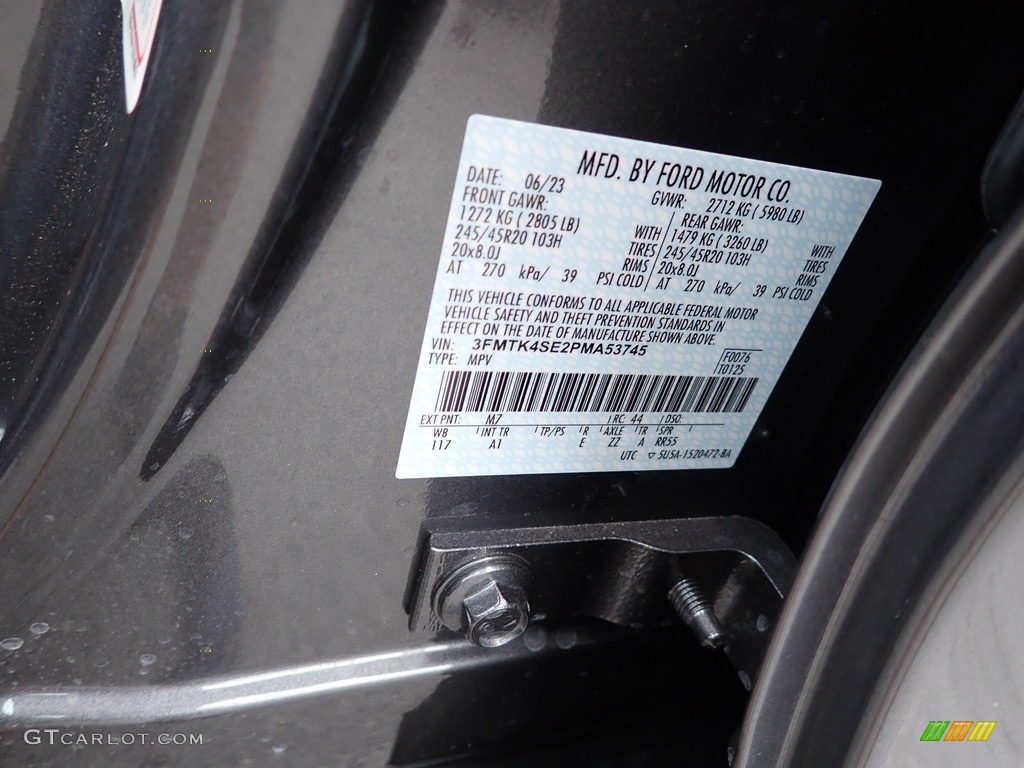 MFD. BY FORD MOTOR CO.
DATE: 06/23 GVWR: 2712 KG ( 5980 LB)
FRONT GAWR: REAR GAWR:
1272 KG ( 2805 LB) WITH 1479 KG ( 3260 LB) WITH
245/45R20 103H TIRES 245/45R20 103H TIRES
20x8.0J RIMS 20x8.0J RIMS
AT 270 kPa/ 39 PSI COLD AT 270 kPa/ 39 PSI COLD
THIS VEHICLE CONFORMS TO ALL APPLICABLE FEDERAL MOTOR
VEHICLE SAFETY AND THEFT PREVENTION STANDARDS IN
EFFECT ON THE DATE OF MANUFACTURE SHOWN ABOVE.
VIN: 3FMTK4SE2PMA53745
TYPE: MPV
F0076
T0125
EXT PNT: M7 RC: 44 DSO:
WB INT TR TP/PS R AXLE TR SPR
117 A1 E ZZ A RR55
UTC ▽ 5U5A-1520472-BA
GTCARLOT.COM